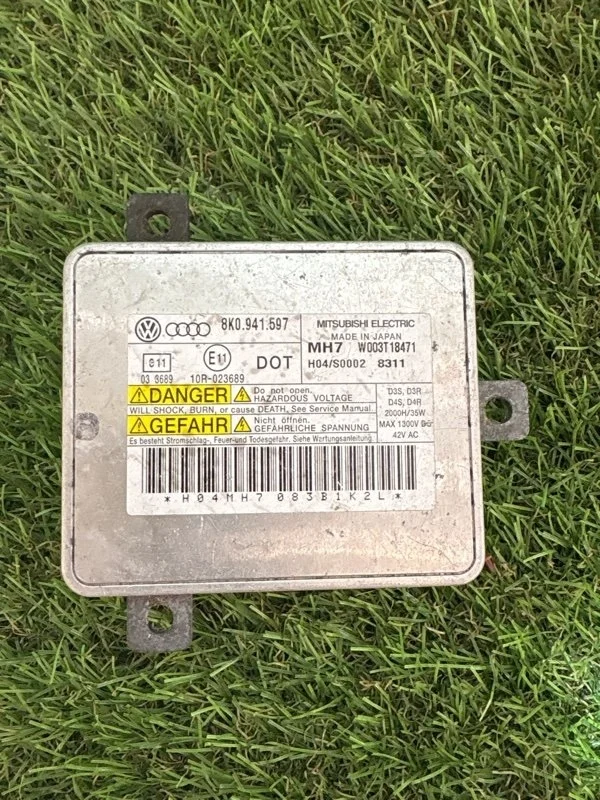 8K0.941.597
MITSUBISHI ELECTRIC
MADE IN JAPAN
MH7 W003T18471
H04/S0002 8311
e11 E11 DOT
03 3689 10R-023689
DANGER
Do not open.
HAZARDOUS VOLTAGE
WILL SHOCK, BURN, or cause DEATH, See Service Manual
GEFAHR
Nicht öffnen.
GEFÄHRLICHE SPANNUNG
Es besteht Stromschlag-, Feuer-und Todesgefahr. Siehe Wartungsanleitung.
D3S, D3R
D4S, D4R
2000H/35W
MAX 1300V DC
42V AC
*H04MH7083B1K2L*